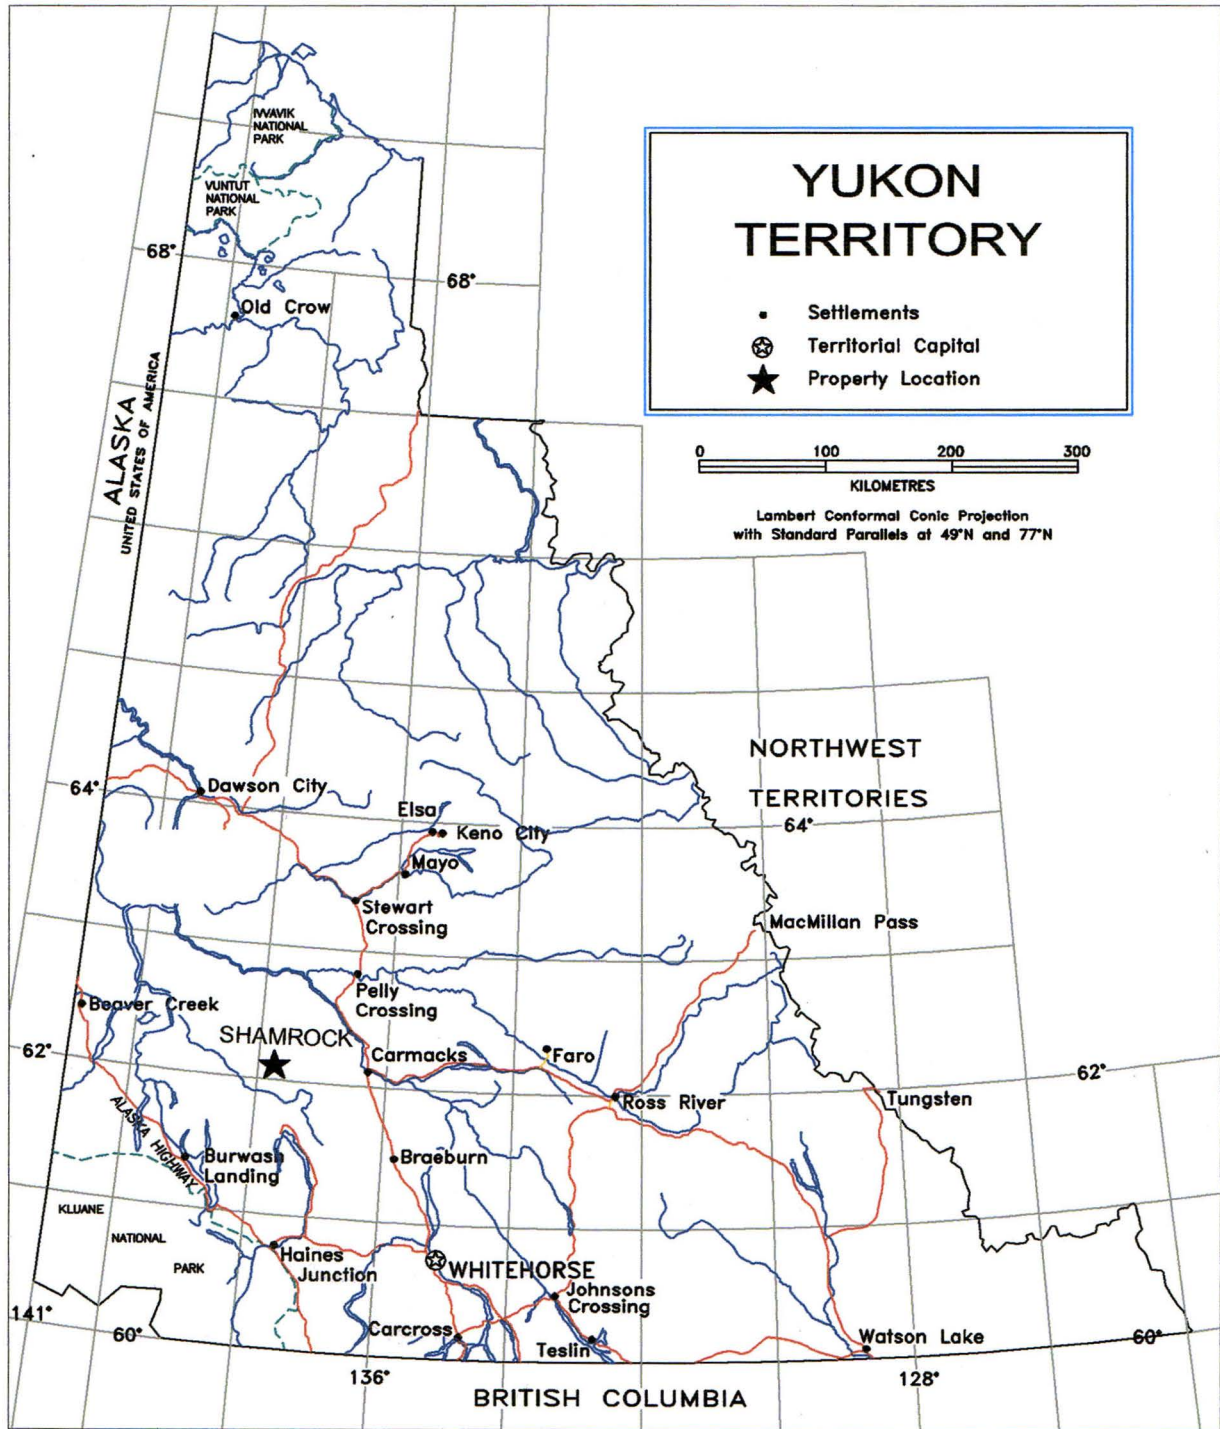 IVVAVIK
NATIONAL
PARK
VUNTUT
NATIONAL
PARK
YUKON
TERRITORY
Settlements
Territorial Capital
Property Location
68°
68°
Old Crow
ALASKA
UNITED STATES OF AMERICA
0 100 200 300
KILOMETRES
Lambert Conformal Conic Projection
with Standard Parallels at 49°N and 77°N
NORTHWEST
TERRITORIES
64°
64°
Dawson City
Elsa
Keno City
Mayo
Stewart
Crossing
MacMillan Pass
Pelly
Crossing
Beaver Creek
SHAMROCK
Carmacks
Faro
62°
62°
Ross River
Tungsten
ALASKA HIGHWAY
Burwash
Landing
Braeburn
KLUANE
NATIONAL
PARK
Haines
Junction
WHITEHORSE
Johnsons
Crossing
Carcross
Teslin
Watson Lake
141°
60°
60°
136°
128°
BRITISH COLUMBIA